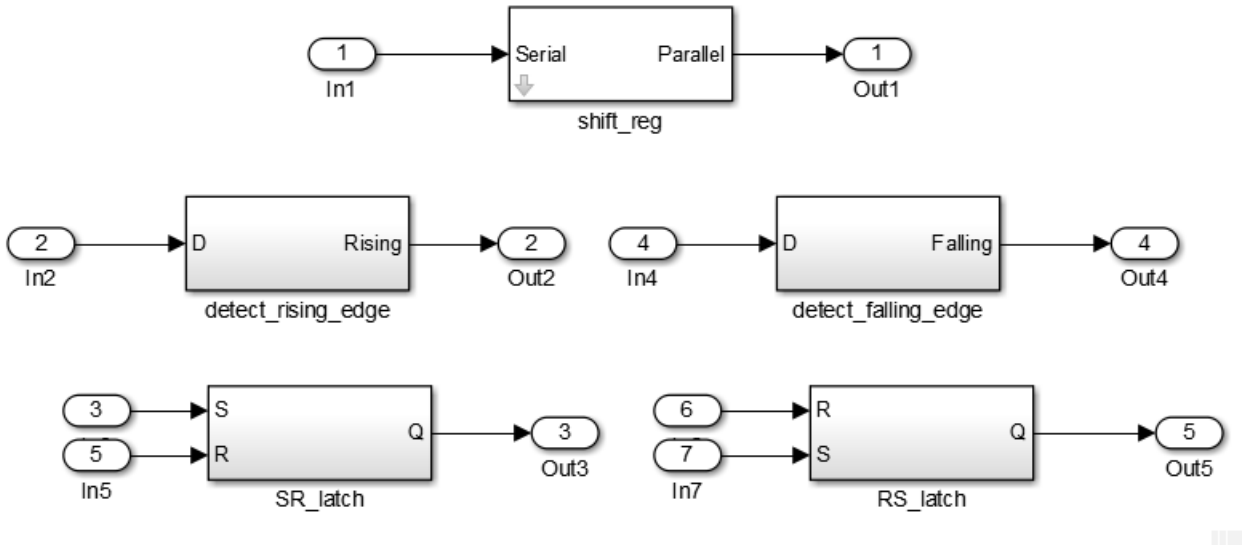 1 Serial Parallel 1
In1 Out1
shift_reg
2 D Rising 2 4 D Falling 4
In2 Out2 In4 Out4
detect_rising_edge detect_falling_edge
3 S 6 R
Q 3 Q 5
5 R 7 S
In5 Out3 In7 Out5
SR_latch RS_latch